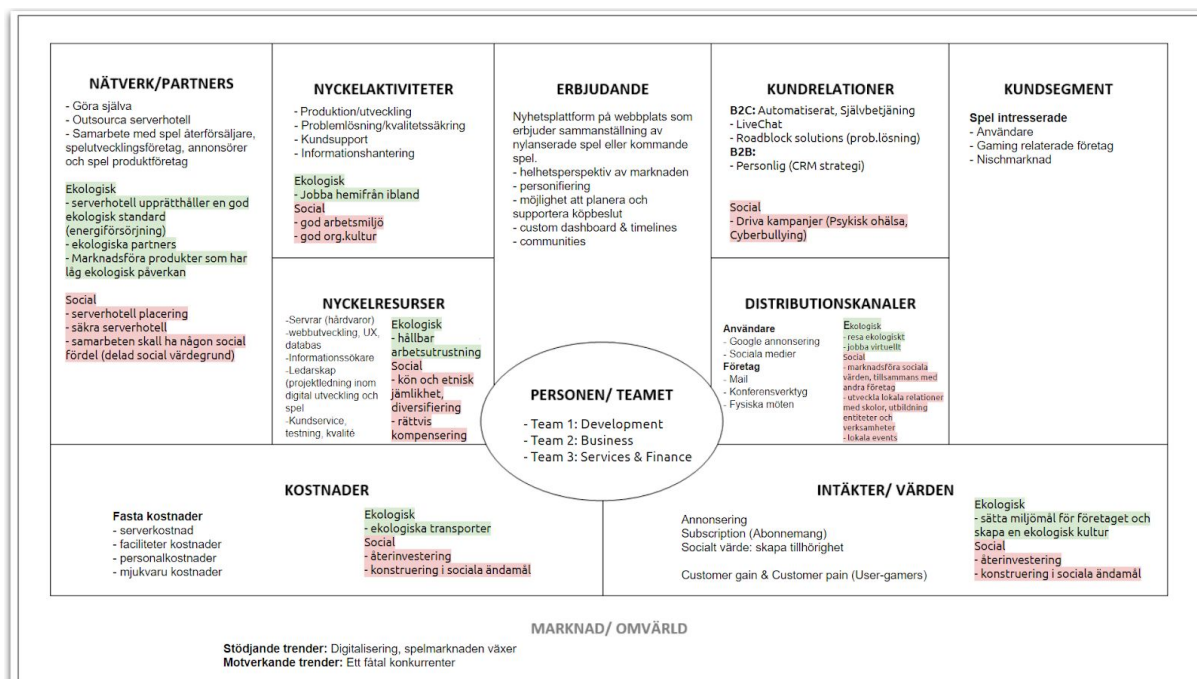 NÄTVERK/PARTNERS
- Göra själva
- Outsourca serverhotell
- Samarbete med spel återförsäljare,
spelutvecklingsföretag, annonsörer
och spel produktföretag
Ekologisk
- serverhotell upprätthåller en god
ekologisk standard
(energiförsörjning)
- ekologiska partners
- Marknadsföra produkter som har
låg ekologisk påverkan
Social
- serverhotell placering
- säkra serverhotell
- samarbeten skall ha någon social
fördel (delad social värdegrund)
NYCKELAKTIVITETER
- Produktion/utveckling
- Problemlösning/kvalitetssäkring
- Kundsupport
- Informationshantering
Ekologisk
- Jobba hemifrån ibland
Social
- god arbetsmiljö
- god org.kultur
NYCKELRESURSER
-Servrar (hårdvaror)
-webbutveckling, UX,
databas
-Informationssökare
-Ledarskap
(projektledning inom
digital utveckling och
spel
-Kundservice,
testning, kvalité
Ekologisk
- hållbar
arbetsutrustning
Social
- kön och etnisk
jämlikhet,
diversifiering
- rättvis
kompensering
ERBJUDANDE
Nyhetsplattform på webbplats som
erbjuder sammanställning av
nylanserade spel eller kommande
spel.
- helhetsperspektiv av marknaden
- personifiering
- möjlighet att planera och
supportera köpbeslut
- custom dashboard & timelines
- communities
PERSONEN/ TEAMET
- Team 1: Development
- Team 2: Business
- Team 3: Services & Finance
KUNDRELATIONER
B2C: Automatiserat, Självbetjäning
- LiveChat
- Roadblock solutions (prob.lösning)
B2B:
- Personlig (CRM strategi)
Social
- Driva kampanjer (Psykisk ohälsa,
Cyberbullying)
DISTRIBUTIONSKANALER
Användare
- Google annonsering
- Sociala medier
Företag
- Mail
- Konferensverktyg
- Fysiska möten
Ekologisk
- resa ekologiskt
- jobba virtuellt
Social
- marknadsföra sociala
värden, tillsammans med
andra företag
- utveckla lokala relationer
med skolor, utbildning
entiteter och
verksamheter
- lokala events
KUNDSEGMENT
Spel intresserade
- Användare
- Gaming relaterade företag
- Nischmarknad
KOSTNADER
Fasta kostnader
- serverkostnad
- faciliteter kostnader
- personalkostnader
- mjukvaru kostnader
Ekologisk
- ekologiska transporter
Social
- återinvestering
- konstruering i sociala ändamål
INTÄKTER/ VÄRDEN
Annonsering
Subscription (Abonnemang)
Socialt värde: skapa tillhörighet
Customer gain & Customer pain (User-gamers)
Ekologisk
- sätta miljömål för företaget och
skapa en ekologisk kultur
Social
- återinvestering
- konstruering i sociala ändamål
MARKNAD/ OMVÄRLD
Stödjande trender: Digitalisering, spelmarknaden växer
Motverkande trender: Ett fåtal konkurrenter